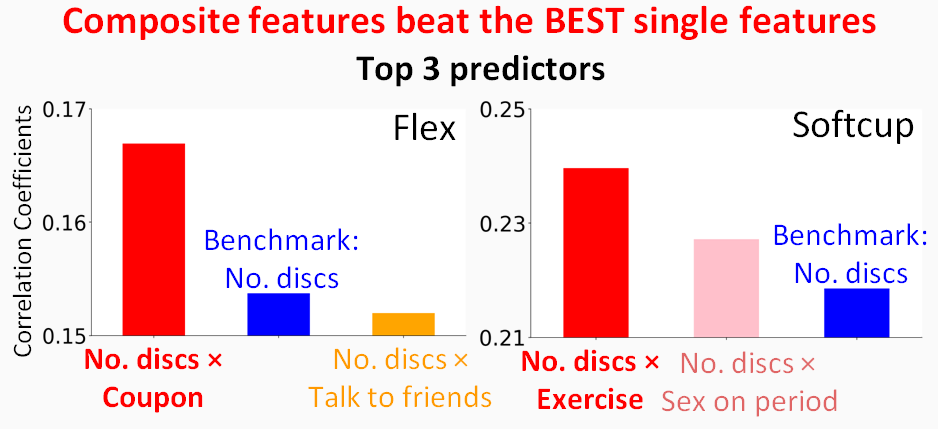 Composite features beat the BEST single features
Top 3 predictors
Correlation Coefficients
0.17
0.16
0.15
Flex
Benchmark:
No. discs
No. discs ×
Coupon
No. discs ×
Talk to friends
0.25
0.23
0.21
Softcup
Benchmark:
No. discs
No. discs ×
Exercise
No. discs ×
Sex on period